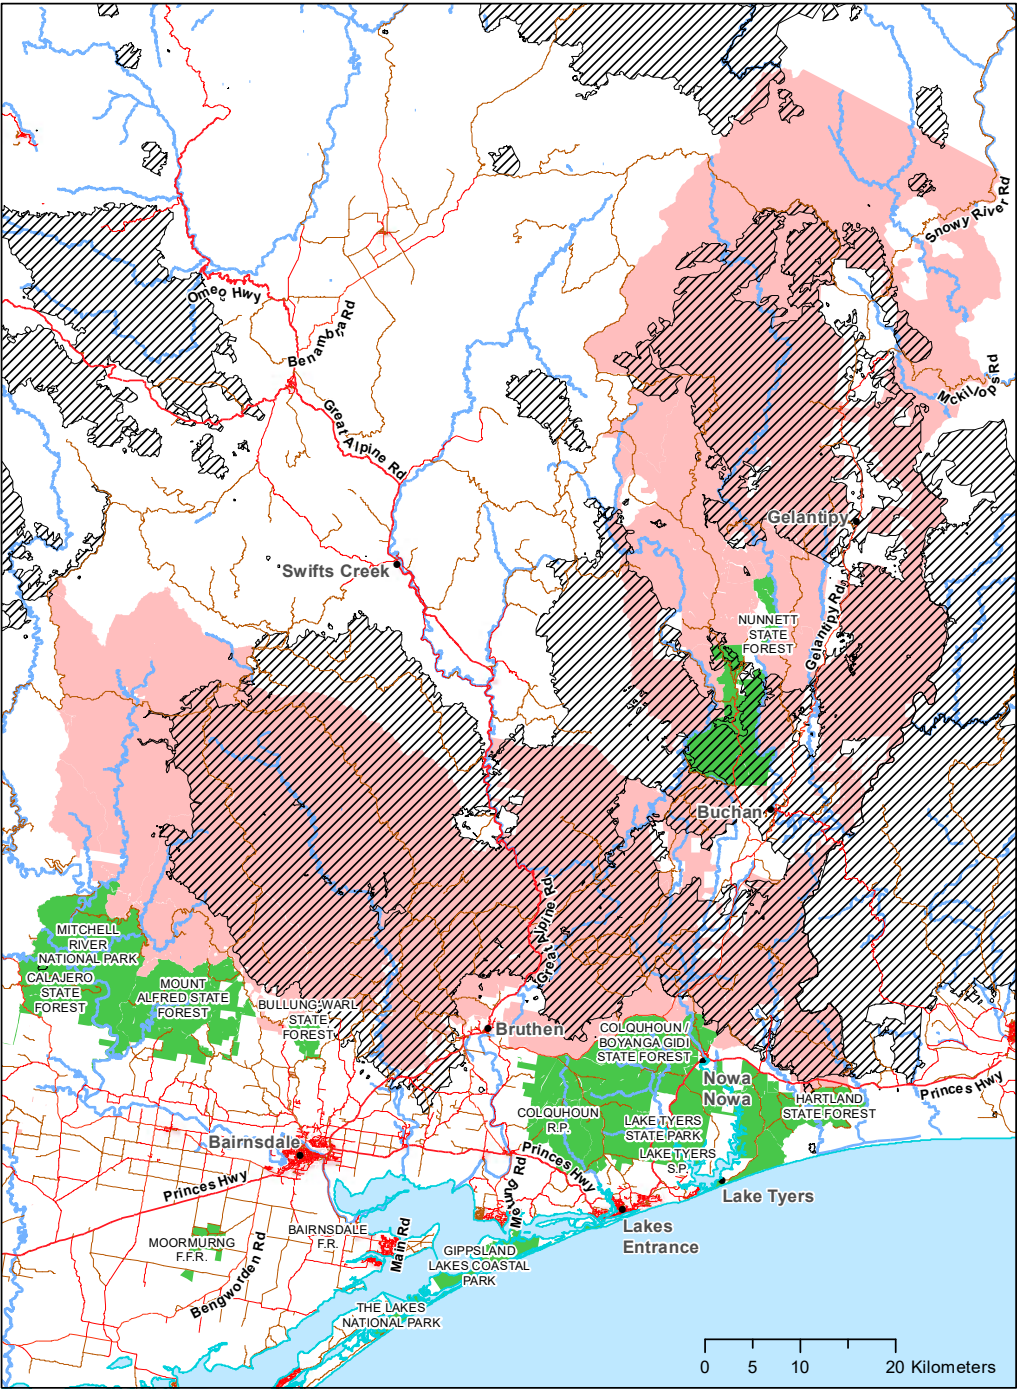 Snowy River Rd
Omeo Hwy
Benambra Rd
Mckillops Rd
Great Alpine Rd
Gelantipy
Swifts Creek
Gelantipy Rd
NUNNETT
STATE
FOREST
Buchan
Great Alpine Rd
MITCHELL
RIVER
NATIONAL PARK
CALAJERO
STATE
FOREST
MOUNT
ALFRED STATE
FOREST
BULLUNG-WARL
STATE
FOREST
Bruthen
COLQUHOUN /
BOYANGA GIDI
STATE FOREST
Nowa
Nowa
Princes Hwy
HARTLAND
STATE FOREST
COLQUHOUN
R.P.
LAKE TYERS
STATE PARK
LAKE TYERS
S.P.
Bairnsdale
Princes Hwy
Princes Hwy
Metung Rd
Lake Tyers
Lakes
Entrance
MOORMURNG
F.F.R.
BAIRNSDALE
F.R.
Main Rd
Bengworden Rd
GIPPSLAND
LAKES COASTAL
PARK
THE LAKES
NATIONAL PARK
0 5 10 20 Kilometers